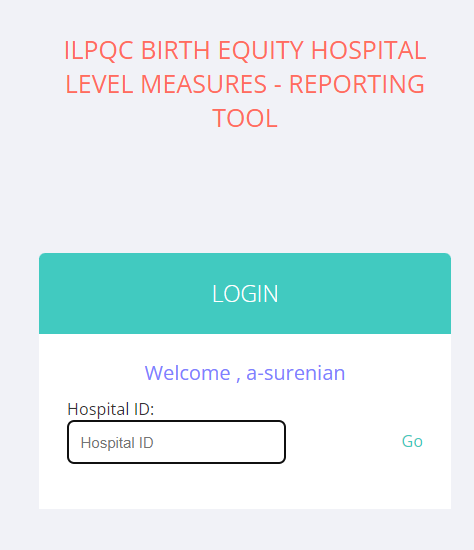 ILPQC BIRTH EQUITY HOSPITAL
LEVEL MEASURES - REPORTING
TOOL
LOGIN
Welcome , a-surenian
Hospital ID:
Hospital ID
Go